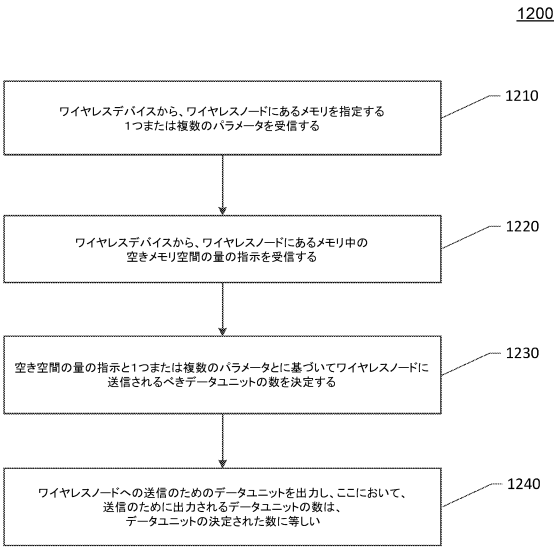 1200
ワイヤレスデバイスから、ワイヤレスノードにあるメモリを指定する
1つまたは複数のパラメータを受信する
1210
ワイヤレスデバイスから、ワイヤレスノードにあるメモリ中の
空きメモリ空間の量の指示を受信する
1220
空き空間の量の指示と1つまたは複数のパラメータとに基づいてワイヤレスノードに
送信されるべきデータユニットの数を決定する
1230
ワイヤレスノードへの送信のためのデータユニットを出力し、ここにおいて、
送信のために出力されるデータユニットの数は、
データユニットの決定された数に等しい
1240